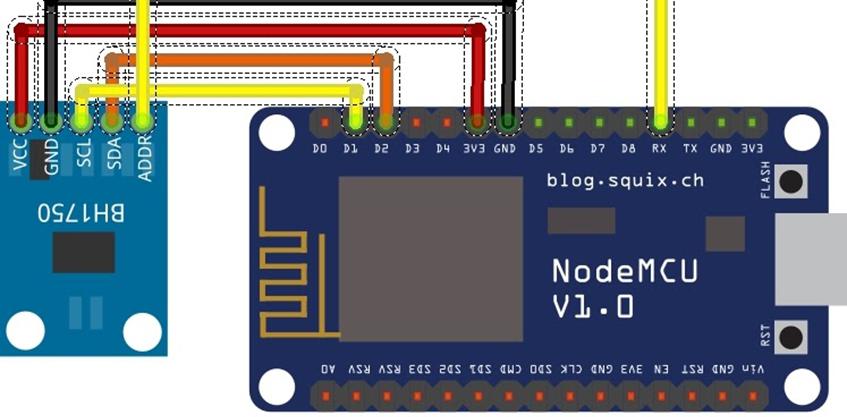 VCC GND SCL SDA ADDR
BH1750
D0 D1 D2 D3 D4 3V3 GND D5 D6 D7 D8 RX TX GND 3V3
blog.squix.ch
FLASH
NodeMCU
V1.0
RST
A0 RSV RSV SD3 SD2 SD1 CMD SD0 CLK GND 3V3 EN RST GND Vin